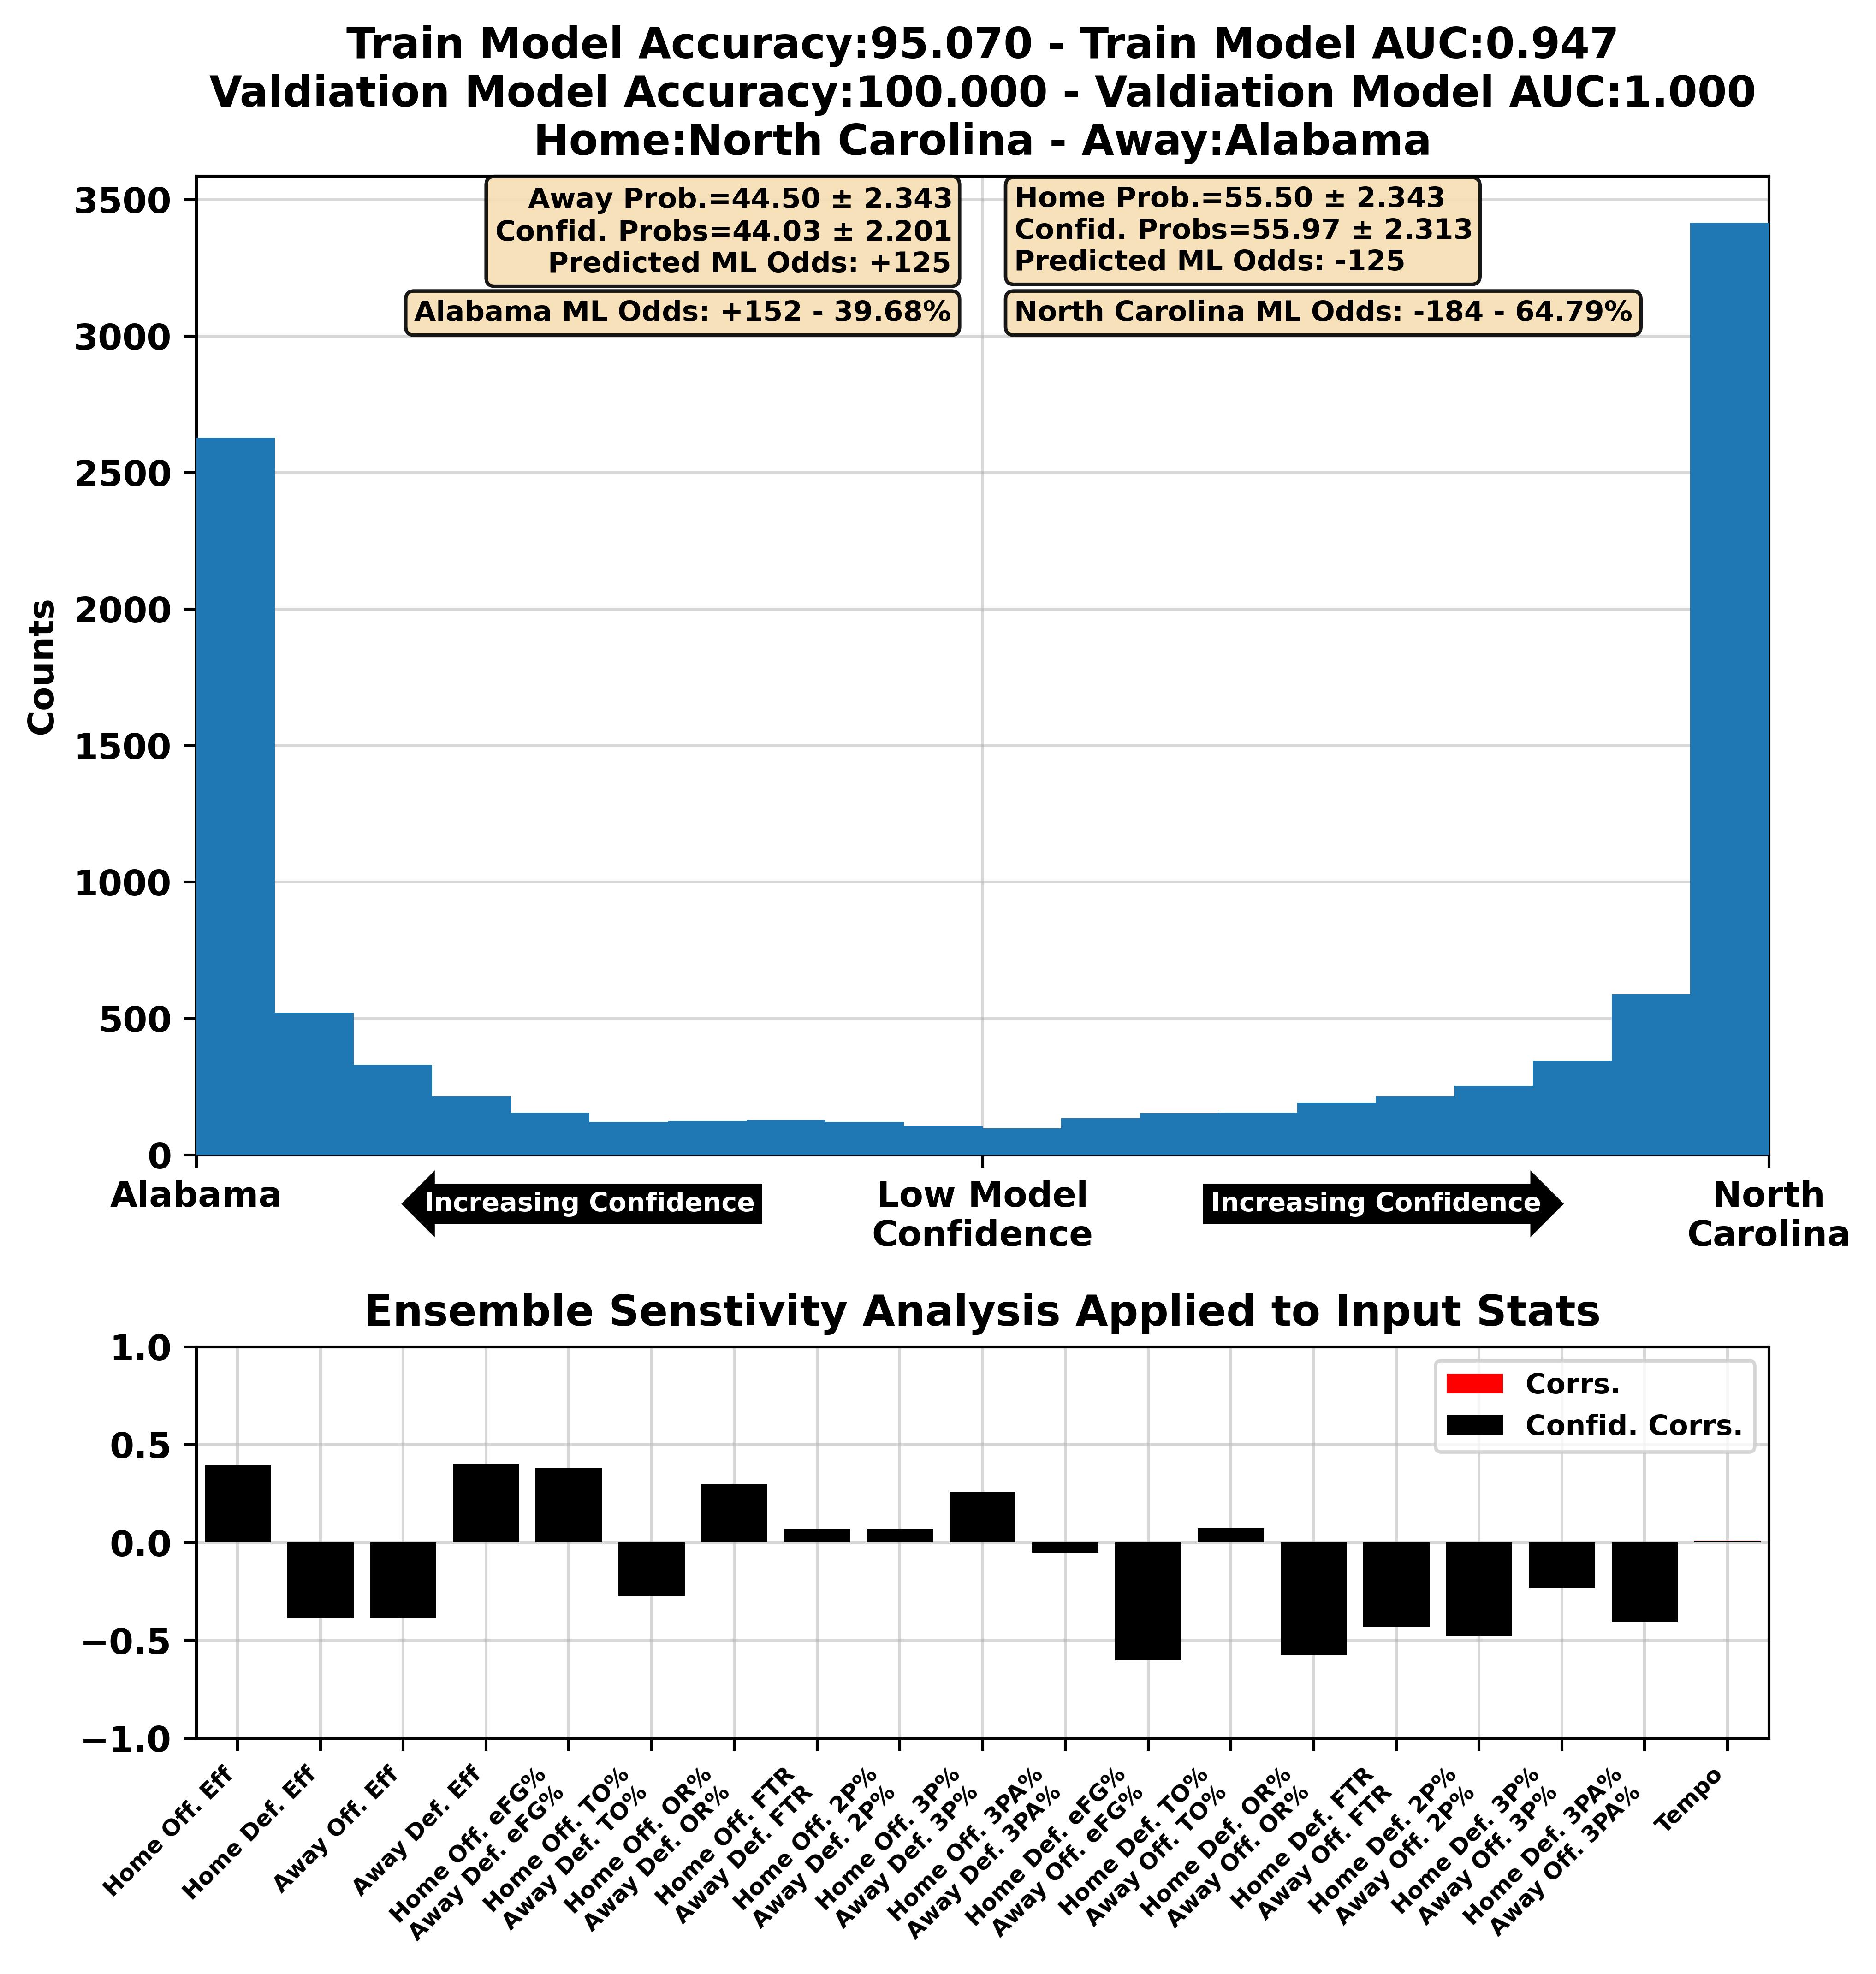 Train Model Accuracy:95.070 - Train Model AUC:0.947
Valdiation Model Accuracy:100.000 - Valdiation Model AUC:1.000
Home:North Carolina - Away:Alabama
Away Prob.=44.50 ± 2.343
Confid. Probs=44.03 ± 2.201
Predicted ML Odds: +125
Alabama ML Odds: +152 - 39.68%
Home Prob.=55.50 ± 2.343
Confid. Probs=55.97 ± 2.313
Predicted ML Odds: -125
North Carolina ML Odds: -184 - 64.79%
Counts
3500
3000
2500
2000
1500
1000
500
0
Alabama
Increasing Confidence
Low Model
Confidence
Increasing Confidence
North
Carolina
Ensemble Senstivity Analysis Applied to Input Stats
1.0
0.5
0.0
−0.5
−1.0
Corrs.
Confid. Corrs.
Home Off. Eff
Home Def. Eff
Away Off. Eff
Away Def. Eff
Home Off. eFG%
Away Def. eFG%
Home Off. TO%
Away Def. TO%
Home Off. OR%
Away Def. OR%
Home Off. FTR
Away Def. FTR
Home Off. 2P%
Away Def. 2P%
Home Off. 3P%
Away Def. 3P%
Home Off. 3PA%
Away Def. 3PA%
Home Def. eFG%
Away Off. eFG%
Home Def. TO%
Away Off. TO%
Home Def. OR%
Away Off. OR%
Home Def. FTR
Away Off. FTR
Home Def. 2P%
Away Off. 2P%
Home Def. 3P%
Away Off. 3P%
Home Def. 3PA%
Away Off. 3PA%
Tempo